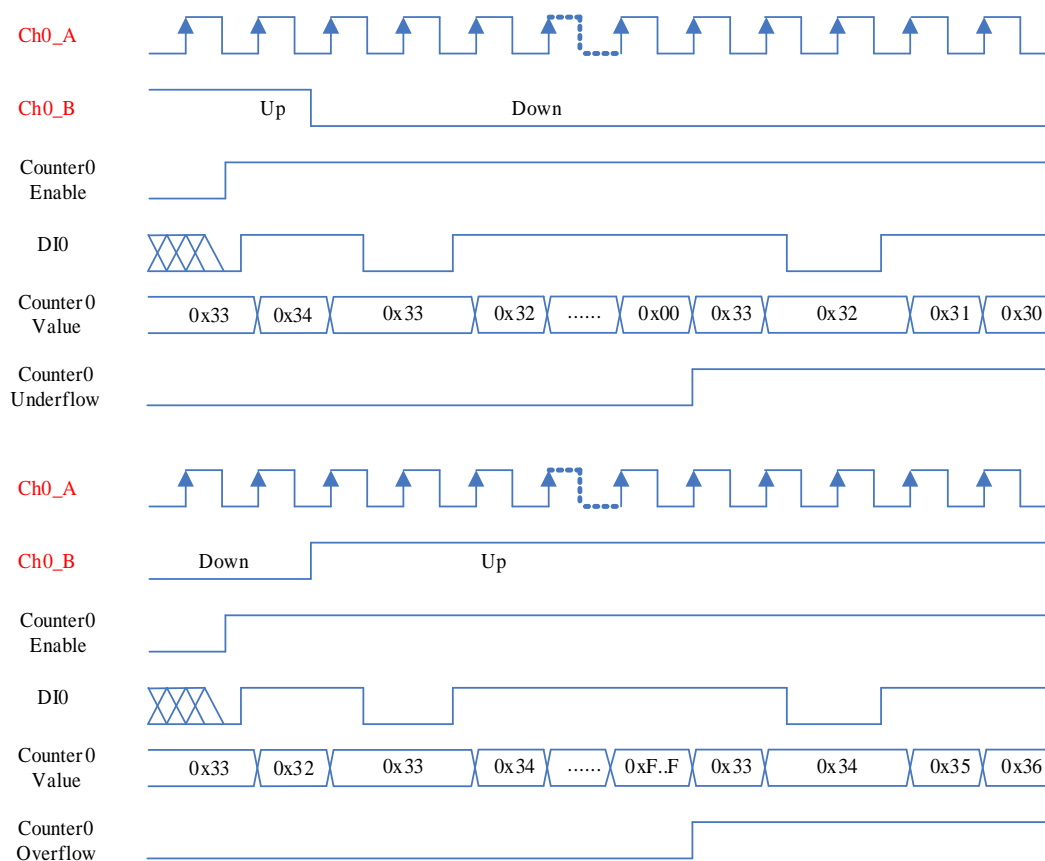 Ch0_A
Ch0_B
Up
Down
Counter0
Enable
DI0
Counter0
Value
0x33
0x34
0x33
0x32
......
0x00
0x33
0x32
0x31
0x30
Counter0
Underflow
Ch0_A
Ch0_B
Down
Up
Counter0
Enable
DI0
Counter0
Value
0x33
0x32
0x33
0x34
......
0xF..F
0x33
0x34
0x35
0x36
Counter0
Overflow